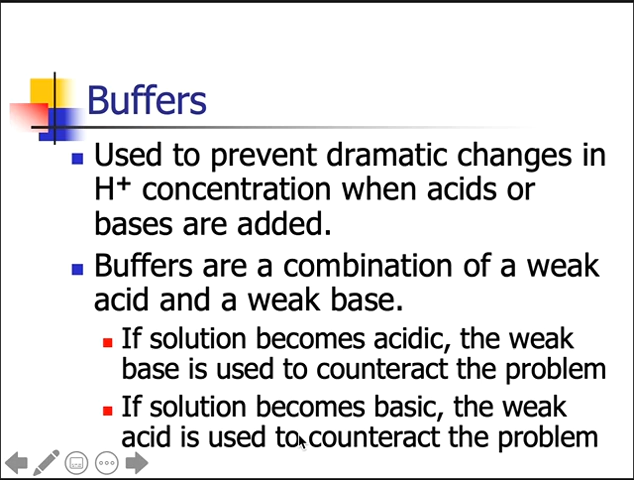 Buffers
Used to prevent dramatic changes in
H⁺ concentration when acids or
bases are added.
Buffers are a combination of a weak
acid and a weak base.
If solution becomes acidic, the weak
base is used to counteract the problem
If solution becomes basic, the weak
acid is used to counteract the problem